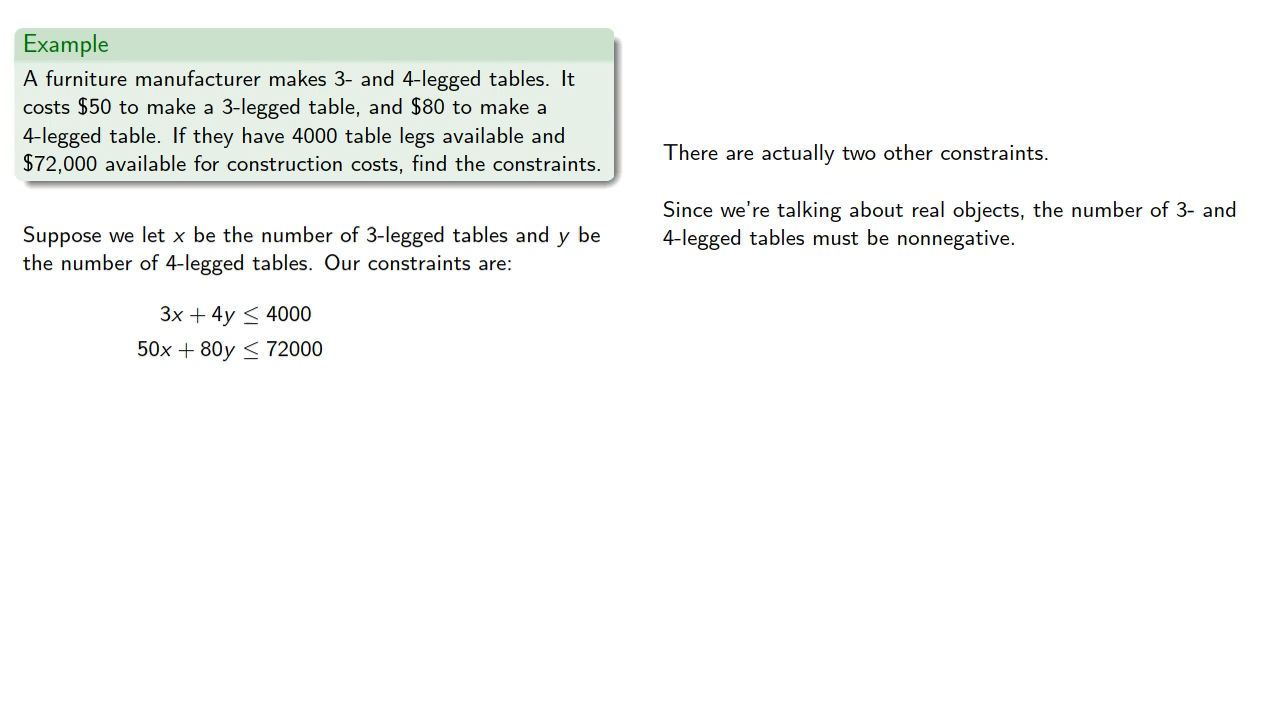 Example
A furniture manufacturer makes 3- and 4-legged tables. It
costs $50 to make a 3-legged table, and $80 to make a
4-legged table. If they have 4000 table legs available and
$72,000 available for construction costs, find the constraints.
Suppose we let x be the number of 3-legged tables and y be
the number of 4-legged tables. Our constraints are:
3x + 4y ≤ 4000
50x + 80y ≤ 72000
There are actually two other constraints.
Since we're talking about real objects, the number of 3- and
4-legged tables must be nonnegative.